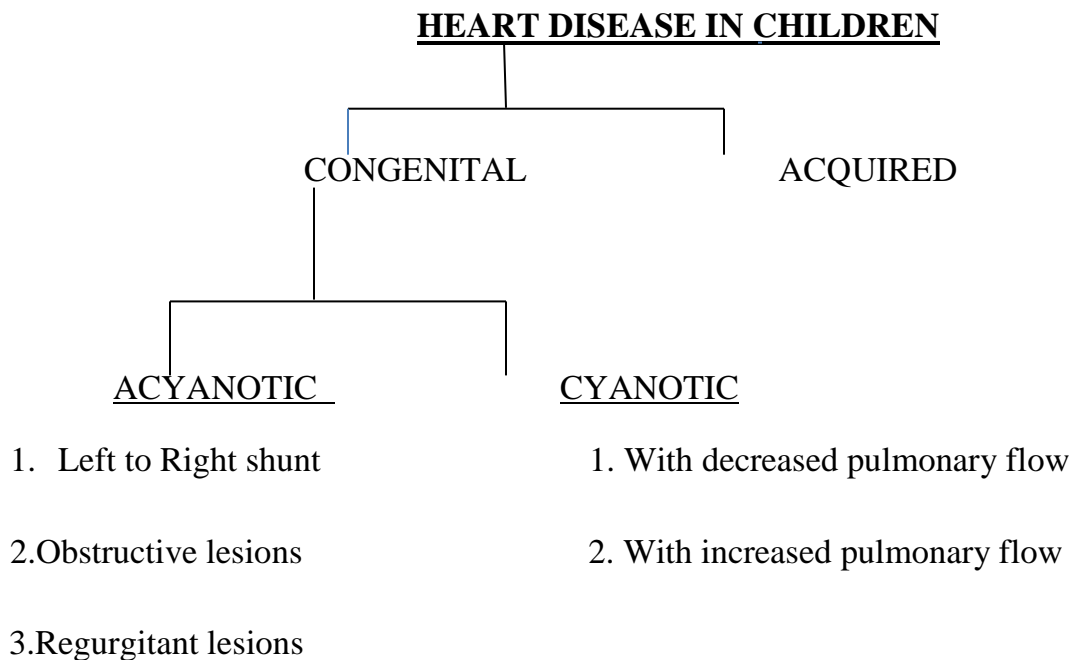 HEART DISEASE IN CHILDREN
CONGENITAL ACQUIRED
ACYANOTIC CYANOTIC
1. Left to Right shunt 1. With decreased pulmonary flow
2.Obstructive lesions 2. With increased pulmonary flow
3.Regurgitant lesions